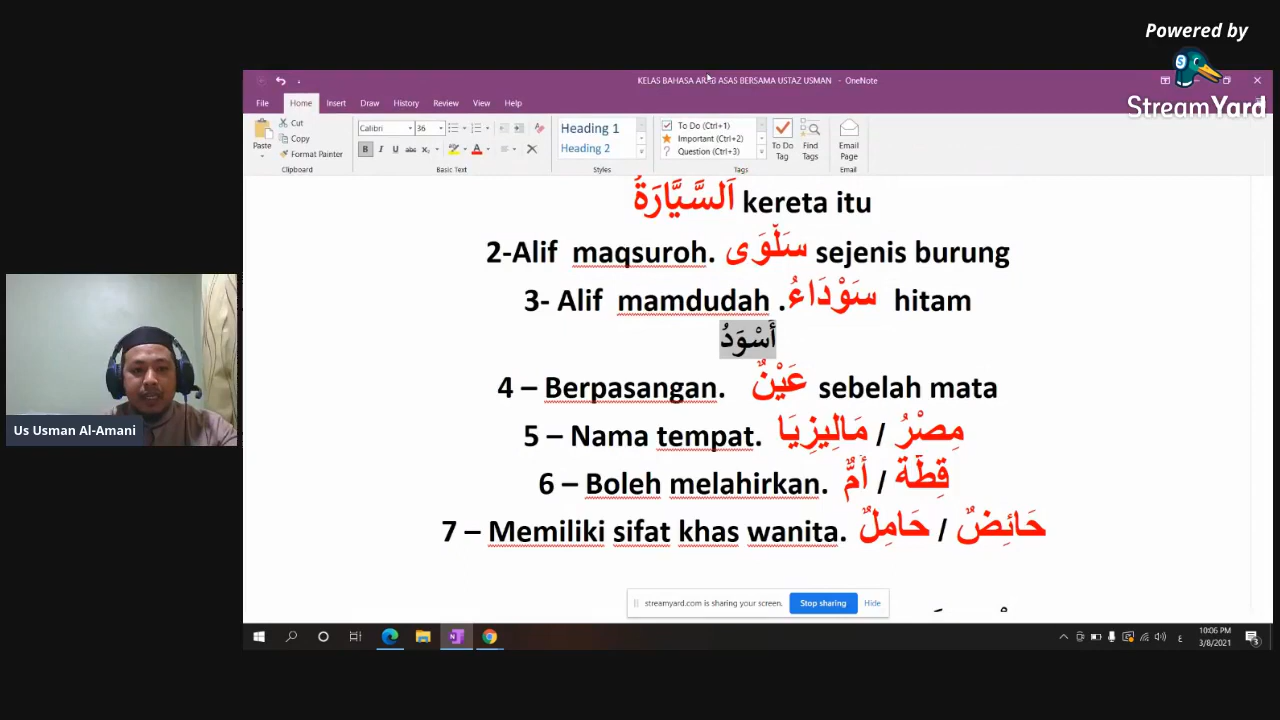 Powered by
StreamYard
KELAS BAHASA ARAB ASAS BERSAMA USTAZ USMAN - OneNote
File Home Insert Draw History Review View Help
Paste Cut Copy Format Painter
Clipboard
Calibri 36
B I U abc
Basic Text
Heading 1
Heading 2
Styles
To Do (Ctrl+1)
Important (Ctrl+2)
Question (Ctrl+3)
To Do Tag
Find Tags
Tags
Email Page
Email
اَلسَّيَّارَةُ kereta itu
2-Alif maqsuroh. سَلْوَى sejenis burung
3- Alif mamdudah .سَوْدَاءُ hitam
أَسْوَدُ
4 – Berpasangan. عَيْنٌ sebelah mata
5 – Nama tempat. مَالِيزِيَا / مِصْرُ
6 – Boleh melahirkan. أُمٌّ / قِطَّة
7 – Memiliki sifat khas wanita. حَامِلٌ / حَائِضٌ
Us Usman Al-Amani
streamyard.com is sharing your screen. Stop sharing Hide
10:06 PM
3/8/2021